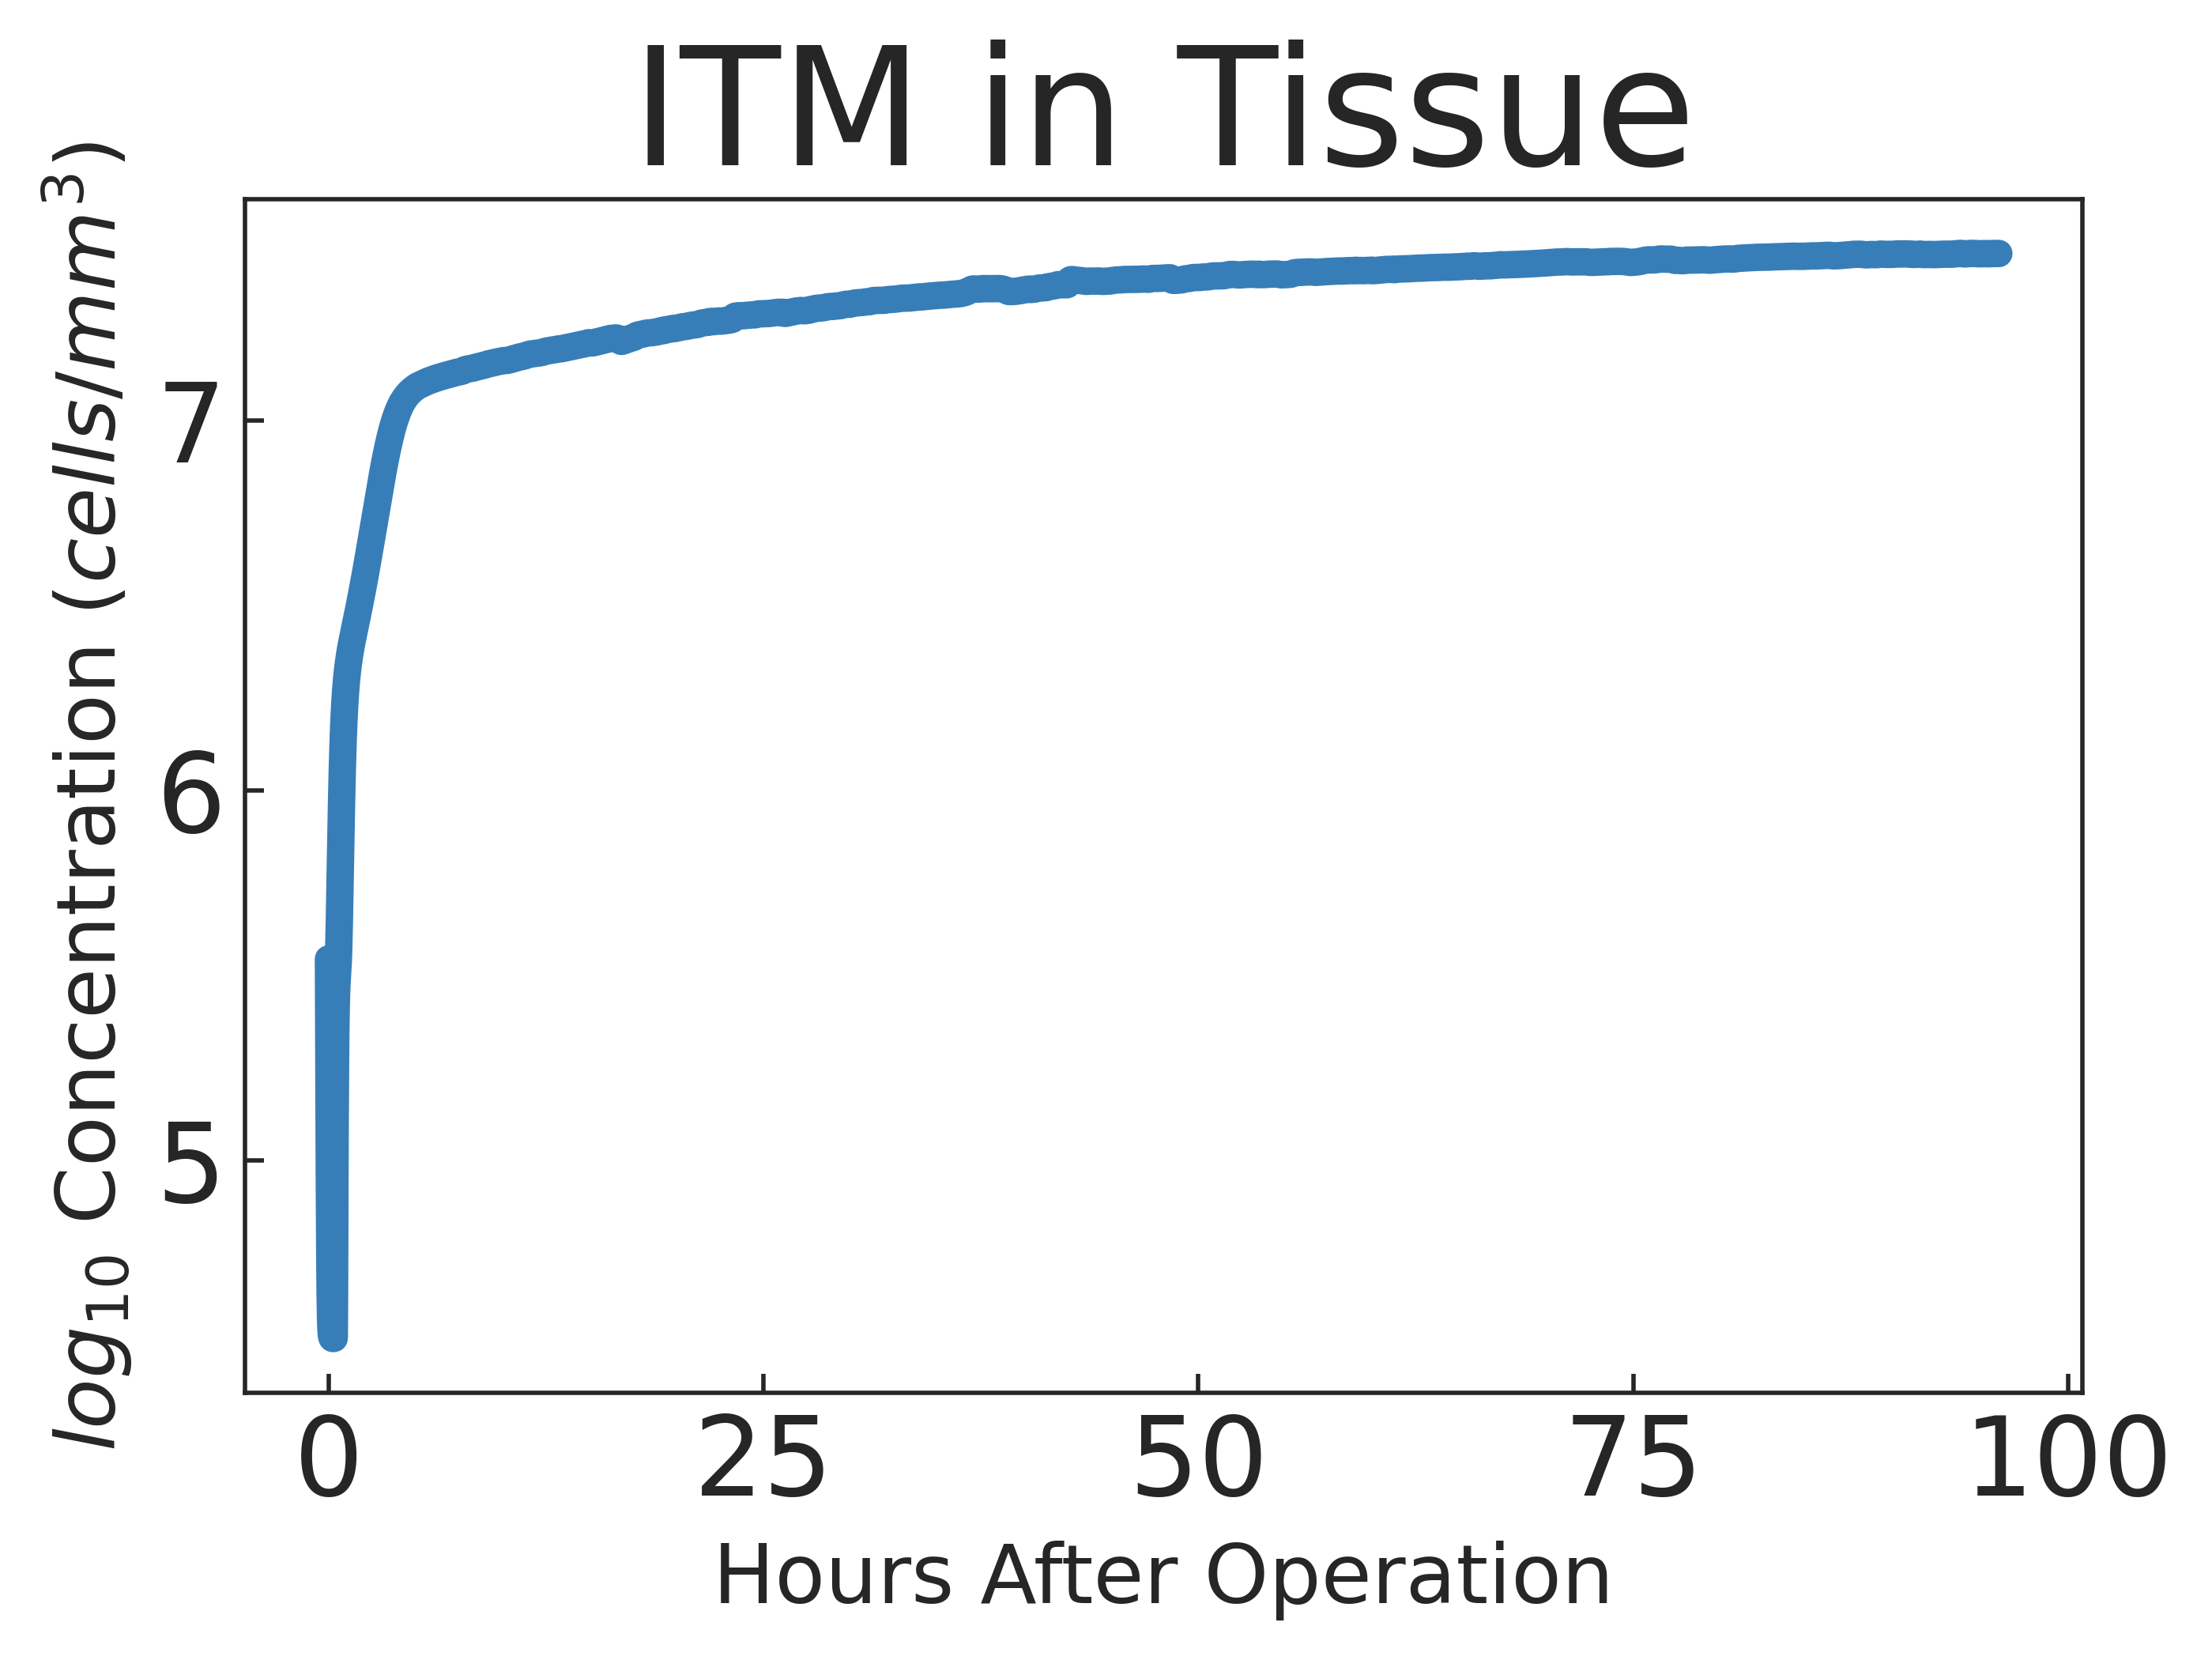 ITM in Tissue
log₁₀ Concentration (cells/mm³)
7
6
5
0 25 50 75 100
Hours After Operation